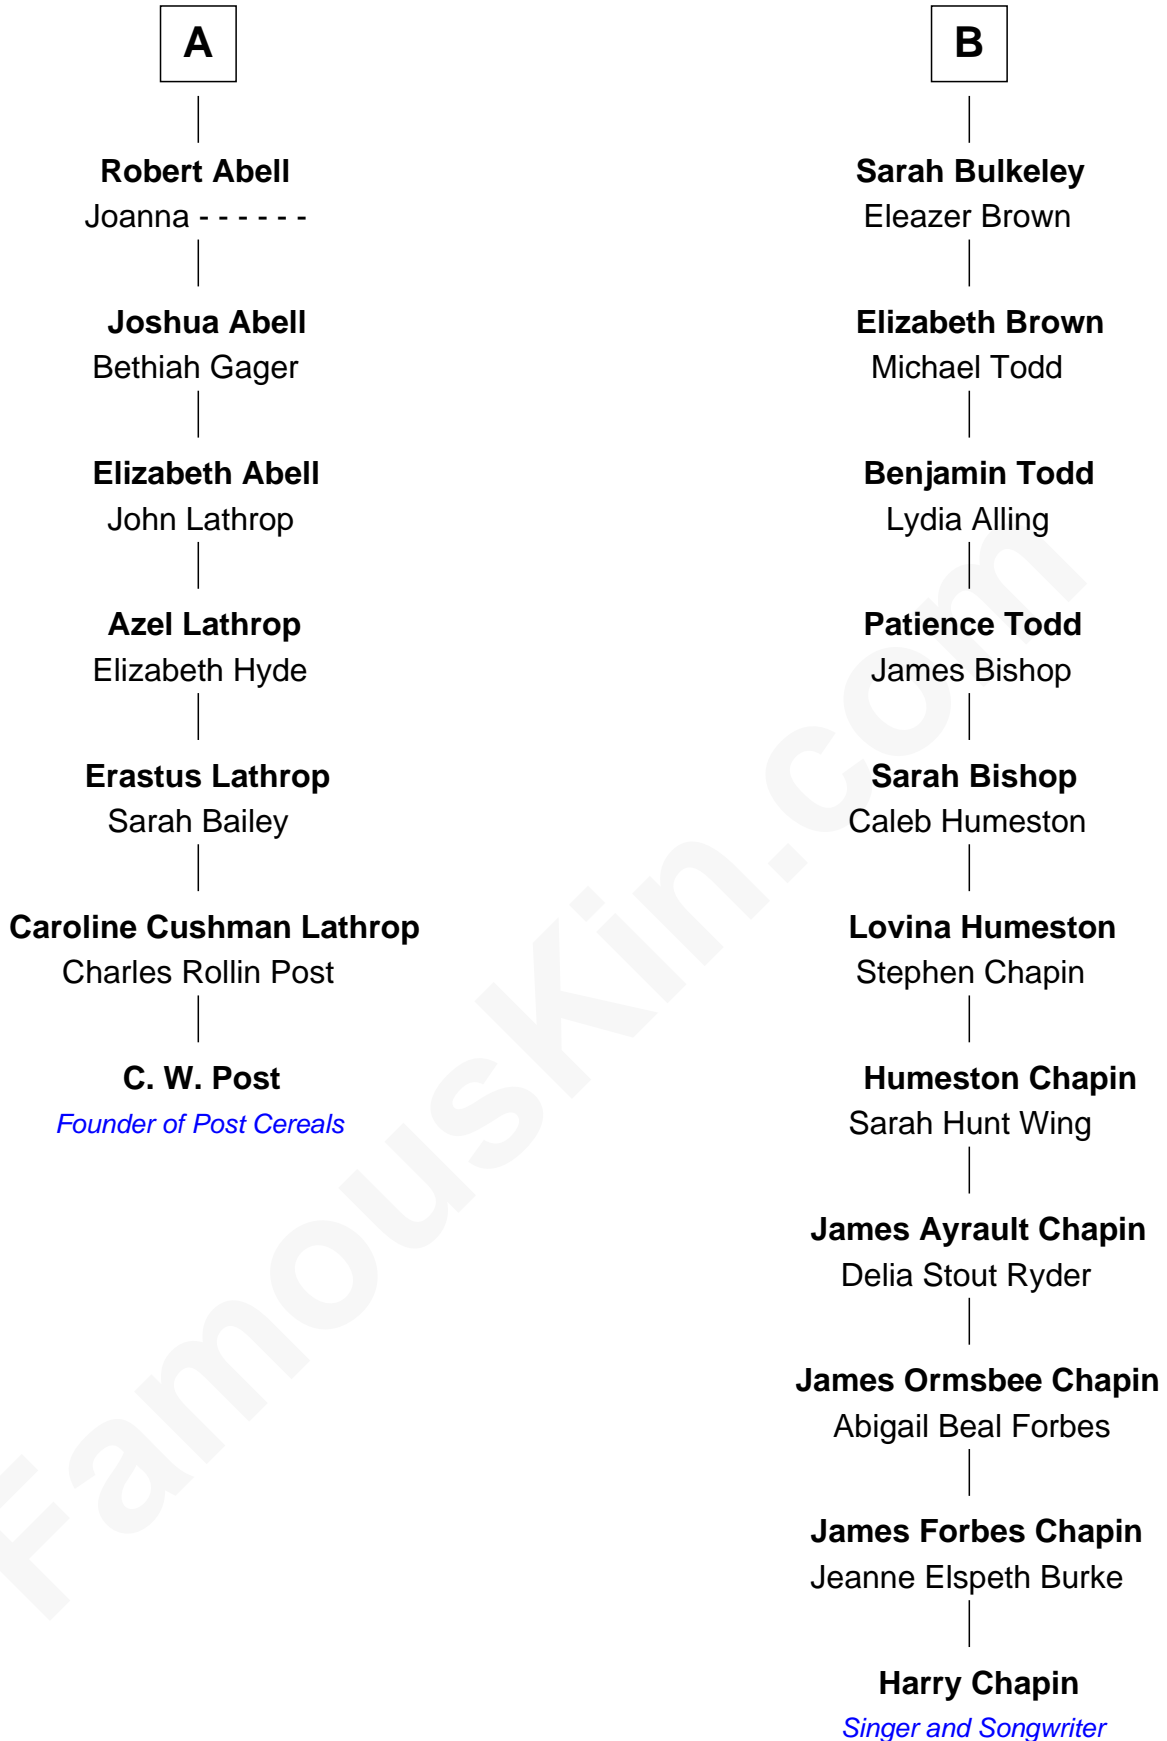 A
Robert Abell
Joanna - - - - - -
Joshua Abell
Bethiah Gager
Elizabeth Abell
John Lathrop
Azel Lathrop
Elizabeth Hyde
Erastus Lathrop
Sarah Bailey
Caroline Cushman Lathrop
Charles Rollin Post
C. W. Post
Founder of Post Cereals
B
Sarah Bulkeley
Eleazer Brown
Elizabeth Brown
Michael Todd
Benjamin Todd
Lydia Alling
Patience Todd
James Bishop
Sarah Bishop
Caleb Humeston
Lovina Humeston
Stephen Chapin
Humeston Chapin
Sarah Hunt Wing
James Ayrault Chapin
Delia Stout Ryder
James Ormsbee Chapin
Abigail Beal Forbes
James Forbes Chapin
Jeanne Elspeth Burke
Harry Chapin
Singer and Songwriter
FamousKin.com